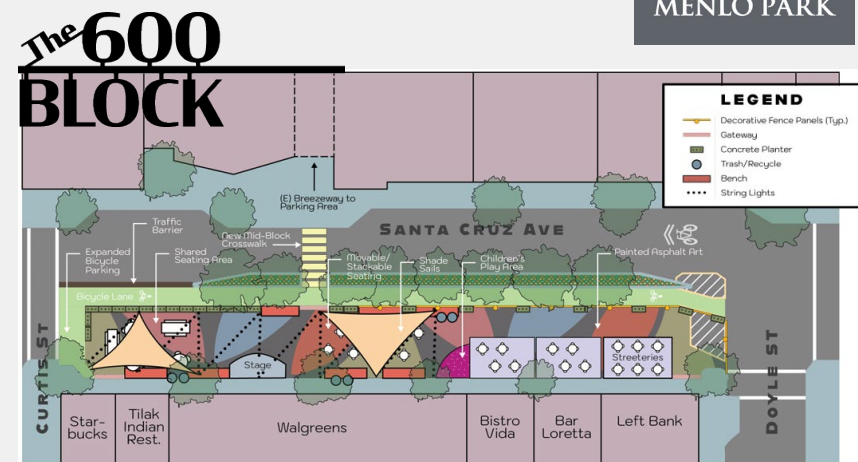 The 600
BLOCK
MENLO PARK
LEGEND
Decorative Fence Panels (Typ.)
Gateway
Concrete Planter
Trash/Recycle
Bench
String Lights
(E) Breezeway to
Parking Area
SANTA CRUZ AVE
Traffic
Barrier
New Mid-Block
Crosswalk
Expanded
Bicycle
Parking
Shared
Seating Area
Movable/
Stackable
Seating
Shade
Sails
Children's
Play Area
Painted Asphalt Art
Bicycle Lane
Stage
Streeteries
CURTIS ST
DOYLE ST
Star-
bucks
Tilak
Indian
Rest.
Walgreens
Bistro
Vida
Bar
Loretta
Left Bank